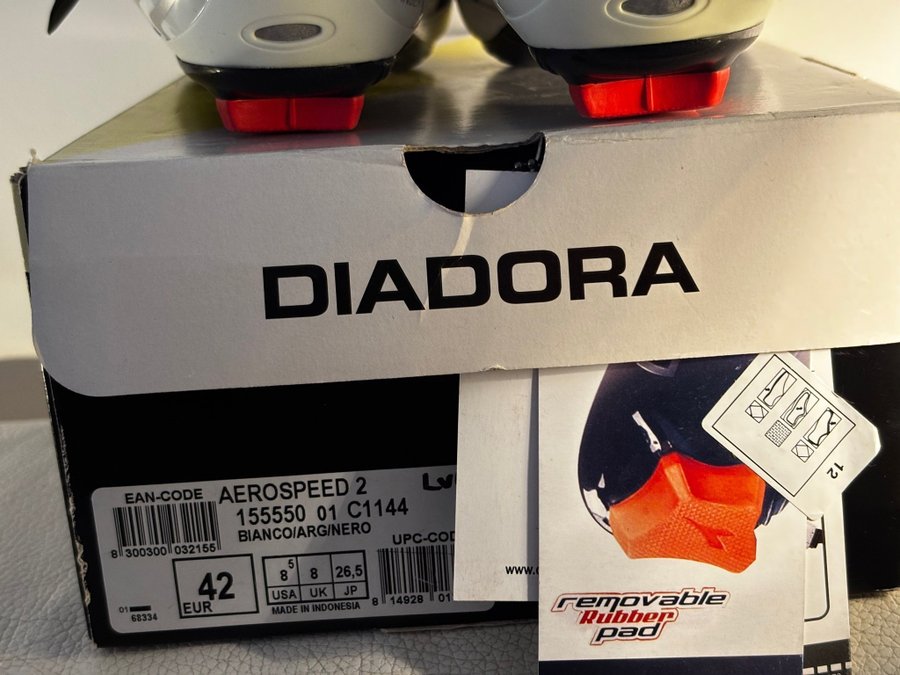 DIADORA
EAN-CODE
AEROSPEED 2
155550 01 C1144
BIANCO/ARG/NERO
8 300300 032155
UPC-COD
8 14928 01
42
EUR
8 5 8 26,5
USA UK JP
MADE IN INDONESIA
01
68334
www.
removable
Rubber
pad
12